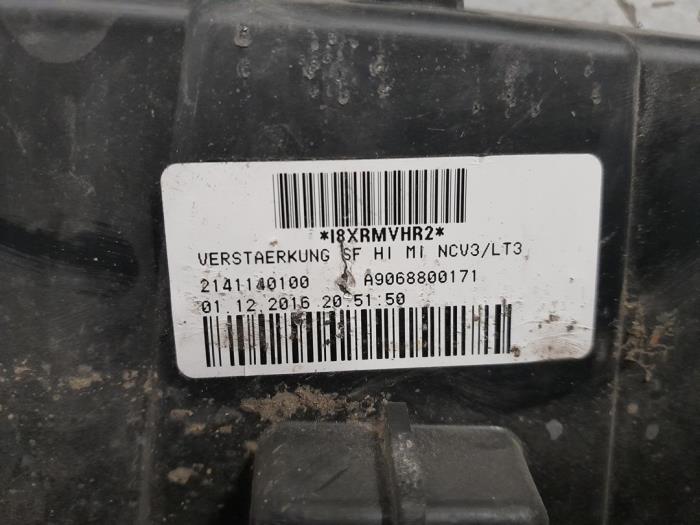 *I8XRMVHR2*
VERSTAERKUNG SF HI MI NCV3/LT3
2141140100 A9068800171
01.12.2016 20:51:50